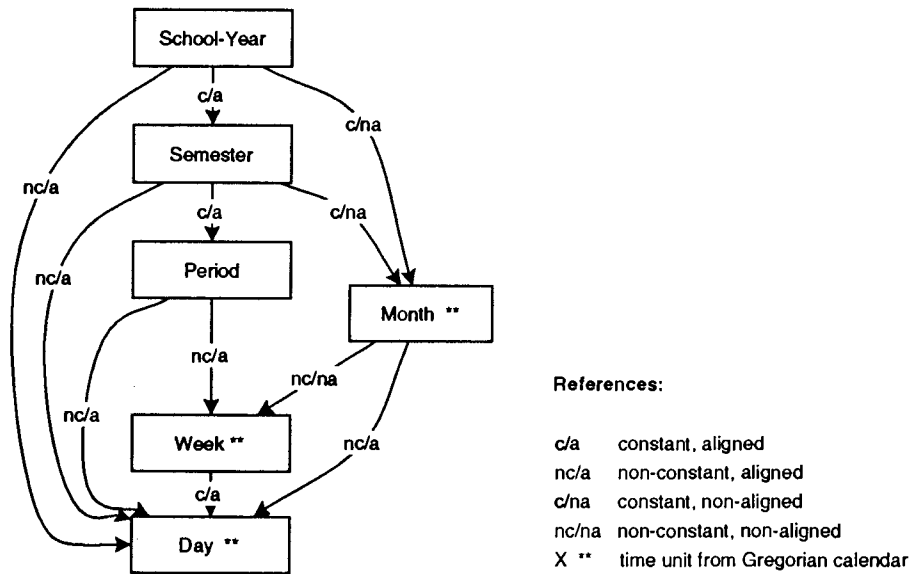 School-Year
c/a
c/na
Semester
nc/a
c/a
c/na
nc/a
Period
Month **
nc/a
nc/na
References:
nc/a
Week **
nc/a
c/a constant, aligned
nc/a non-constant, aligned
c/a
c/na constant, non-aligned
nc/na non-constant, non-aligned
Day **
X ** time unit from Gregorian calendar